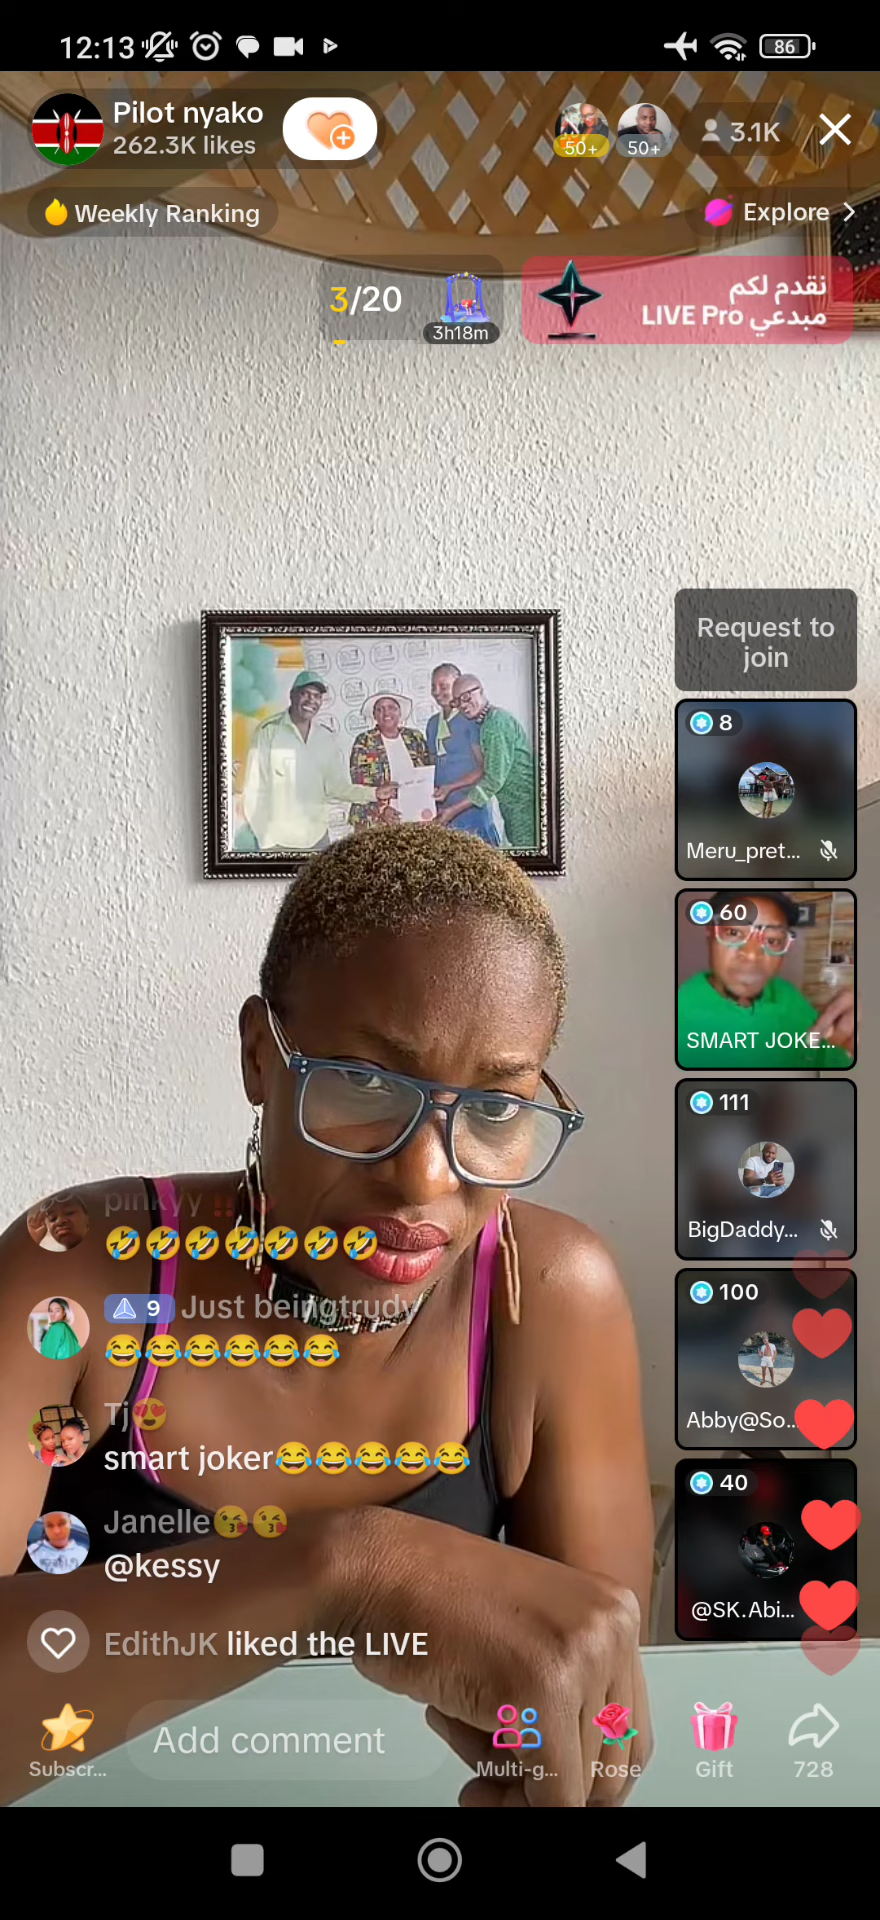 12:13
86
Pilot nyako
262.3K likes
50+
50+
3.1K
Weekly Ranking
Explore
3/20
3h18m
نقدم لكم
مبدعي LIVE Pro
Request to
join
8
Meru_pret...
60
SMART JOKE...
111
BigDaddy...
100
Abby@So...
40
@SK.Abi...
pinkyy ‼️
🤣🤣🤣🤣🤣🤣🤣
9 Just beingtrudy
😂😂😂😂😂😂
Tj😍
smart joker😂😂😂😂😂
Janelle😘😘
@kessy
EdithJK liked the LIVE
Subscr...
Add comment
Multi-g...
Rose
Gift
728